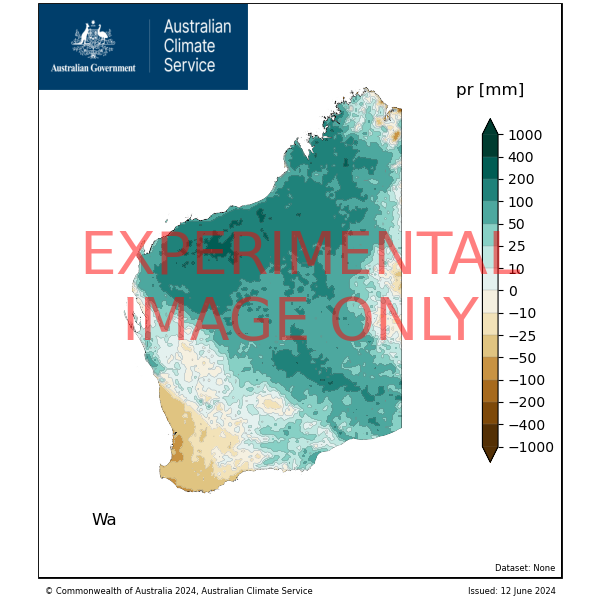 Australian Government
Australian
Climate
Service
pr [mm]
1000
400
200
100
50
25
10
0
−10
−25
−50
−100
−200
−400
−1000
EXPERIMENTAL
IMAGE ONLY
Wa
Dataset: None
© Commonwealth of Australia 2024, Australian Climate Service
Issued: 12 June 2024